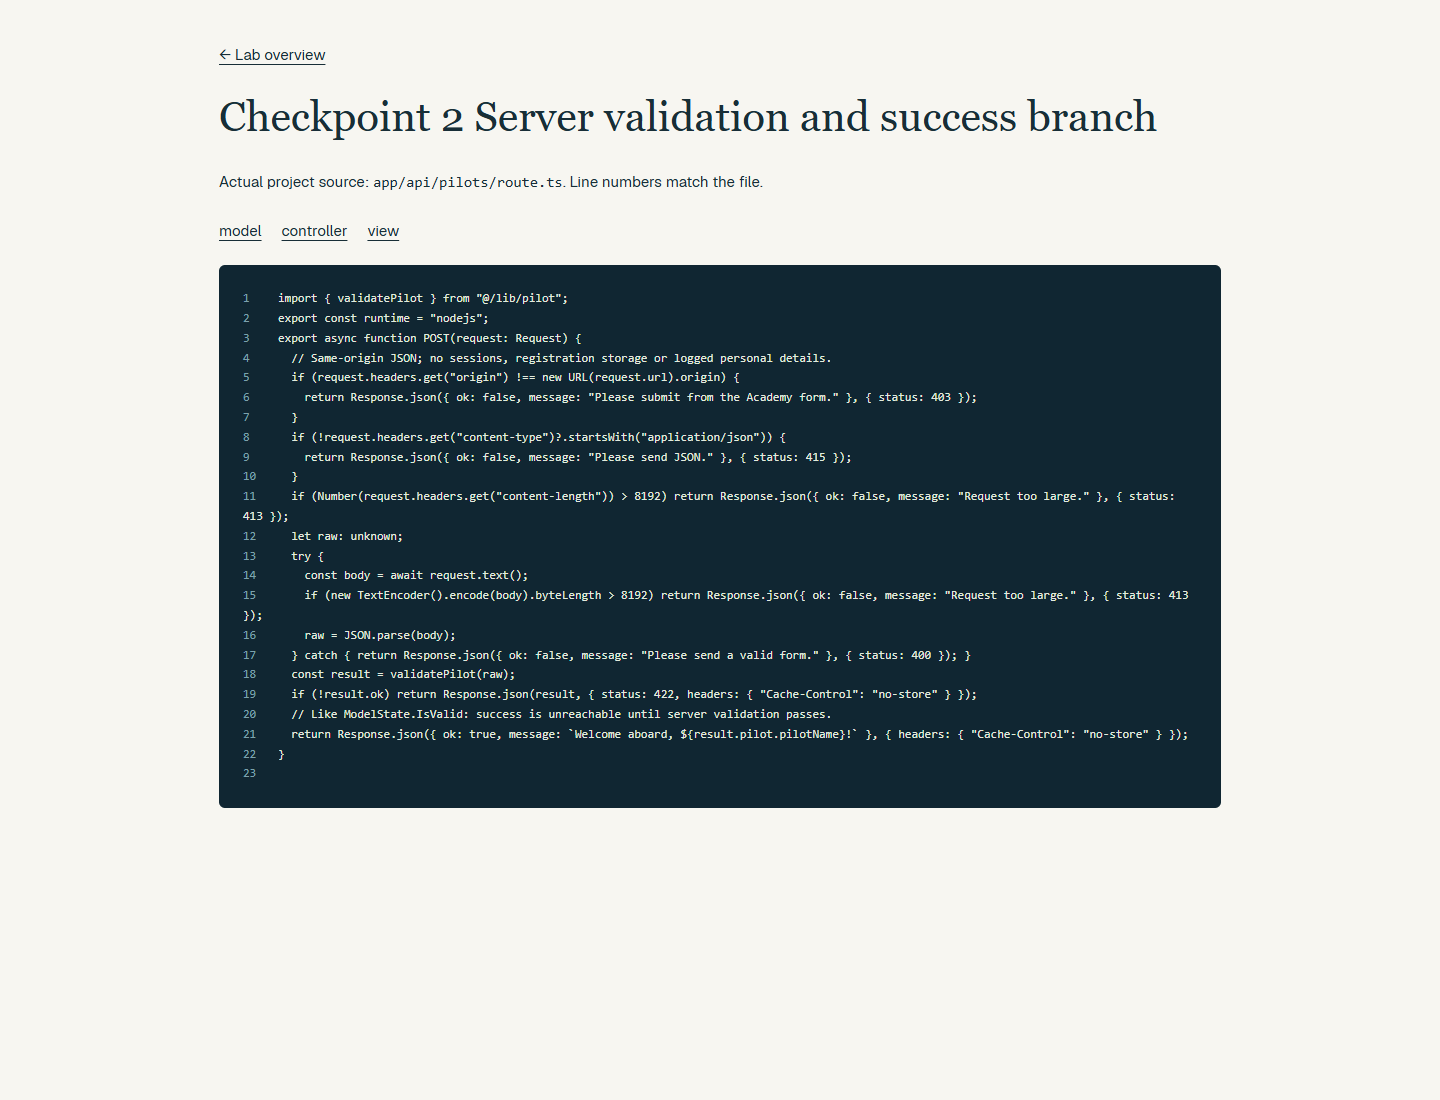 ← Lab overview
Checkpoint 2 Server validation and success branch
Actual project source: app/api/pilots/route.ts. Line numbers match the file.
model controller view
1 import { validatePilot } from "@/lib/pilot";
2 export const runtime = "nodejs";
3 export async function POST(request: Request) {
4   // Same-origin JSON; no sessions, registration storage or logged personal details.
5   if (request.headers.get("origin") !== new URL(request.url).origin) {
6     return Response.json({ ok: false, message: "Please submit from the Academy form." }, { status: 403 });
7   }
8   if (!request.headers.get("content-type")?.startsWith("application/json")) {
9     return Response.json({ ok: false, message: "Please send JSON." }, { status: 415 });
10   }
11   if (Number(request.headers.get("content-length")) > 8192) return Response.json({ ok: false, message: "Request too large." }, { status:
413 });
12   let raw: unknown;
13   try {
14     const body = await request.text();
15     if (new TextEncoder().encode(body).byteLength > 8192) return Response.json({ ok: false, message: "Request too large." }, { status: 413
});
16     raw = JSON.parse(body);
17   } catch { return Response.json({ ok: false, message: "Please send a valid form." }, { status: 400 }); }
18   const result = validatePilot(raw);
19   if (!result.ok) return Response.json(result, { status: 422, headers: { "Cache-Control": "no-store" } });
20   // Like ModelState.IsValid: success is unreachable until server validation passes.
21   return Response.json({ ok: true, message: `Welcome aboard, ${result.pilot.pilotName}!` }, { headers: { "Cache-Control": "no-store" } });
22 }
23